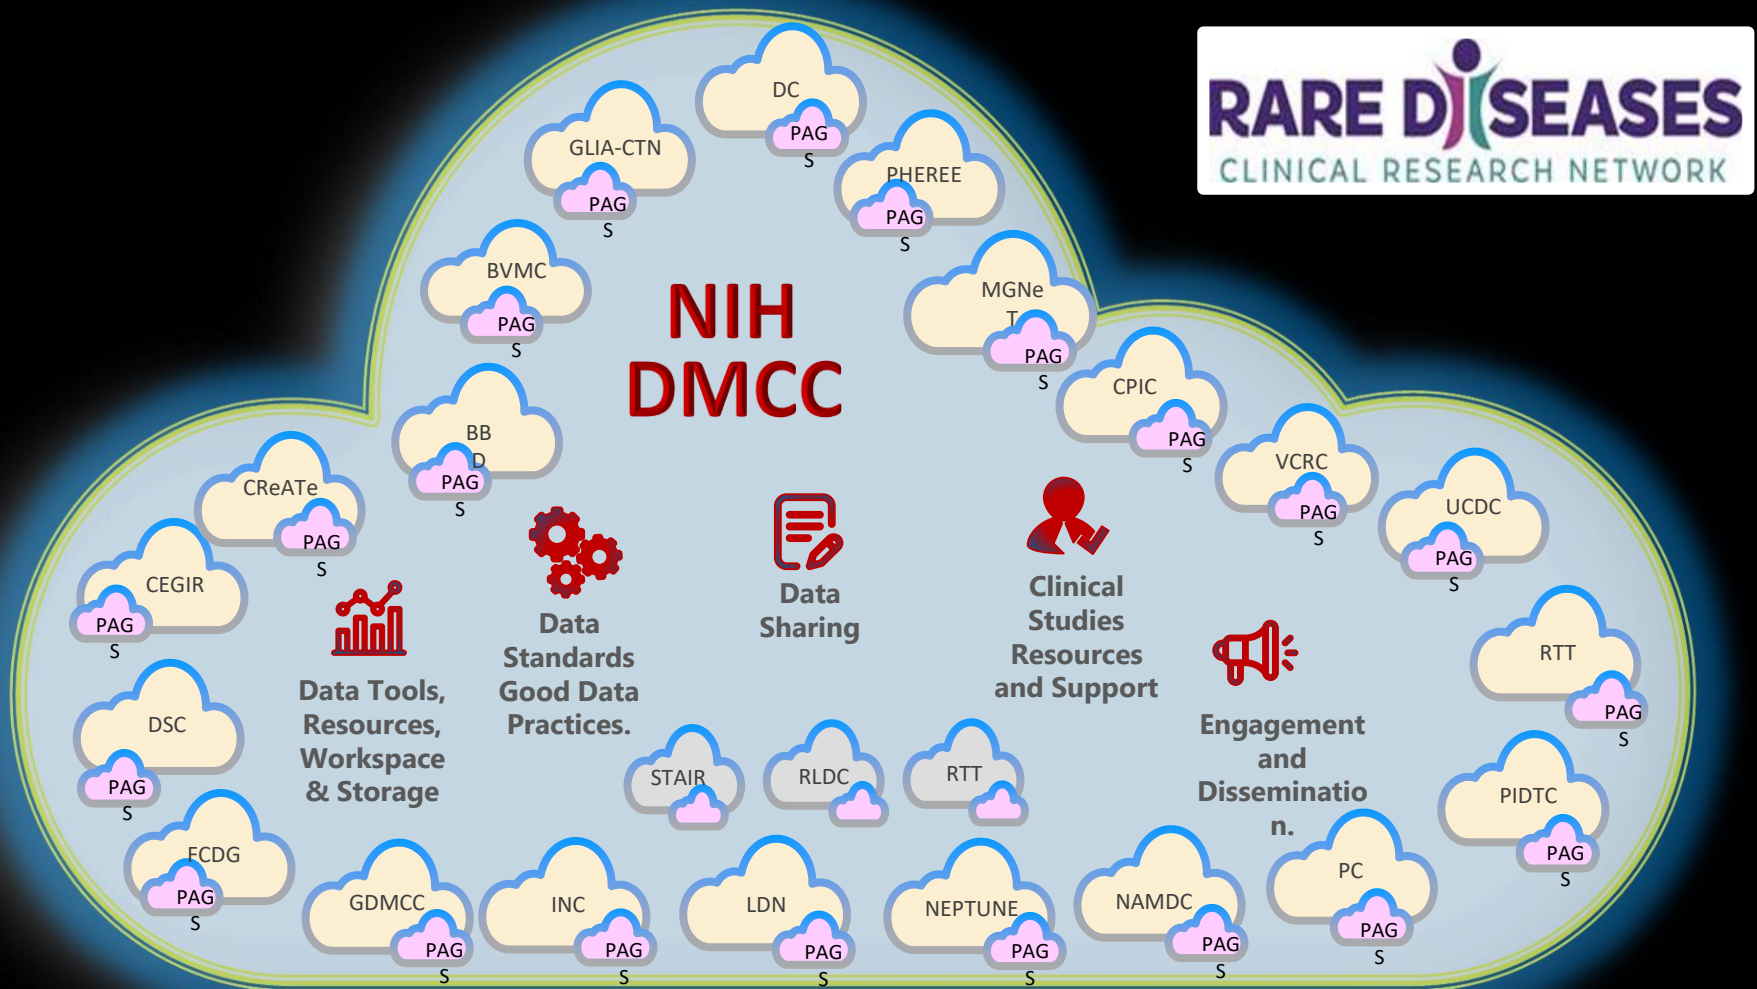 RARE DISEASES
CLINICAL RESEARCH NETWORK
DC
PAG
S
GLIA-CTN
PAG
S
PHEREE
PAG
S
BVMC
PAG
S
MGNe
T
PAG
S
NIH
DMCC
CPIC
PAG
S
BB
D
PAG
S
VCRC
PAG
S
CReATe
PAG
S
UCDC
PAG
S
CEGIR
PAG
S
RTT
PAG
S
DSC
PAG
S
PIDTC
PAG
S
Data Tools,
Resources,
Workspace
& Storage
Data
Standards
Good Data
Practices.
Data
Sharing
Clinical
Studies
Resources
and Support
Engagement
and
Disseminatio
n.
STAIR
RLDC
RTT
FCDG
PAG
S
GDMCC
PAG
S
INC
PAG
S
LDN
PAG
S
NEPTUNE
PAG
S
NAMDC
PAG
S
PC
PAG
S